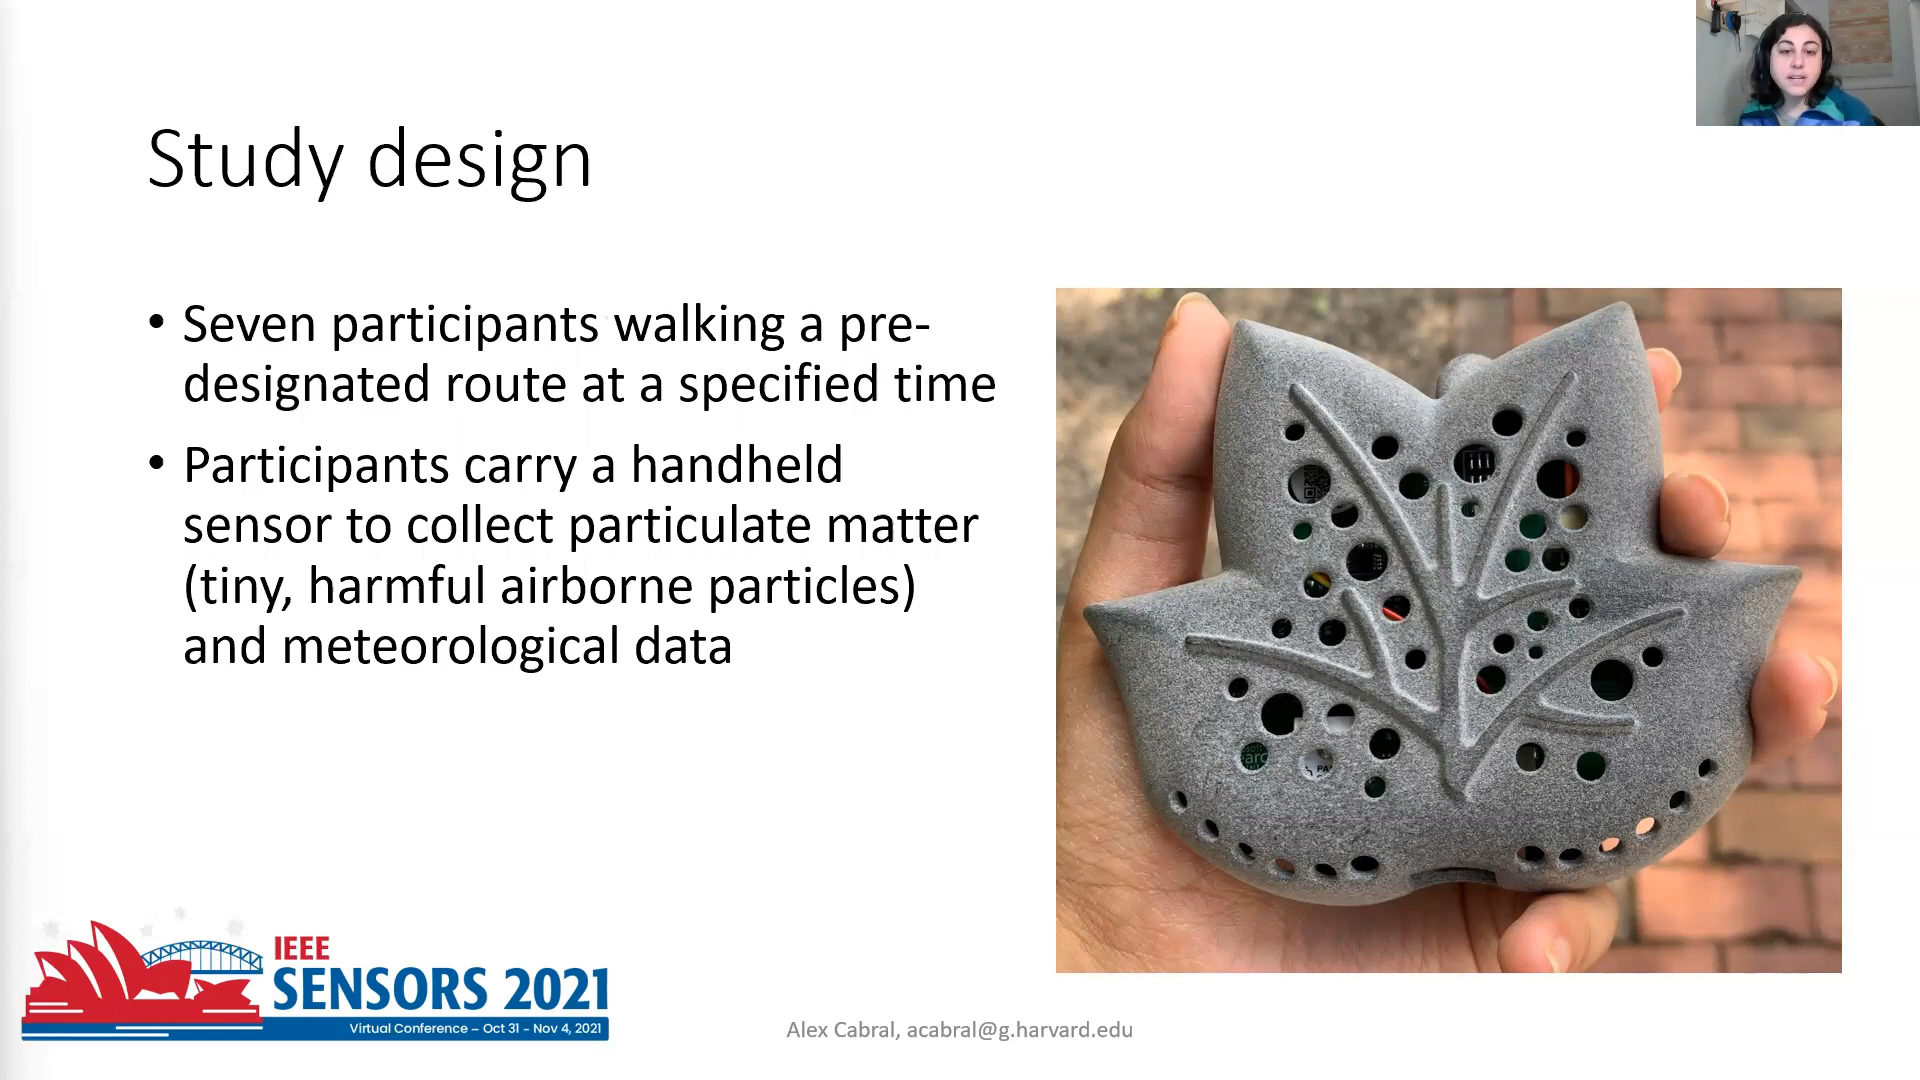 Study design
• Seven participants walking a pre-
designated route at a specified time
• Participants carry a handheld
sensor to collect particulate matter
(tiny, harmful airborne particles)
and meteorological data
PA
IEEE
SENSORS 2021
Virtual Conference – Oct 31 - Nov 4, 2021
Alex Cabral, acabral@g.harvard.edu